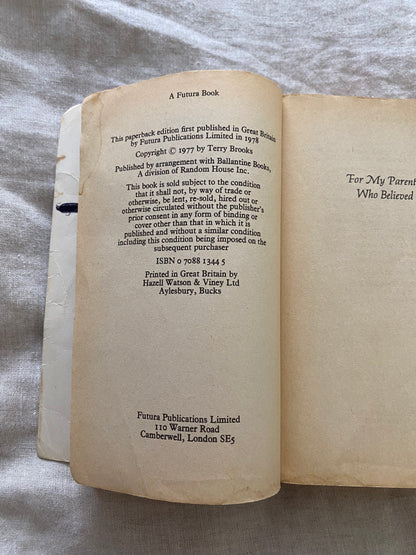 A Futura Book
This paperback edition first published in Great Britain
by Futura Publications Limited in 1978
Copyright © 1977 by Terry Brooks
Published by arrangement with Ballantine Books,
A division of Random House Inc.
This book is sold subject to the condition
that it shall not, by way of trade or
otherwise, be lent, re-sold, hired out or
otherwise circulated without the publisher's
prior consent in any form of binding or
cover other than that in which it is
published and without a similar condition
including this condition being imposed on the
subsequent purchaser
ISBN 0 7088 1344 5
Printed in Great Britain by
Hazell Watson & Viney Ltd
Aylesbury, Bucks
Futura Publications Limited
110 Warner Road
Camberwell, London SE5
For My Parent
Who Believed